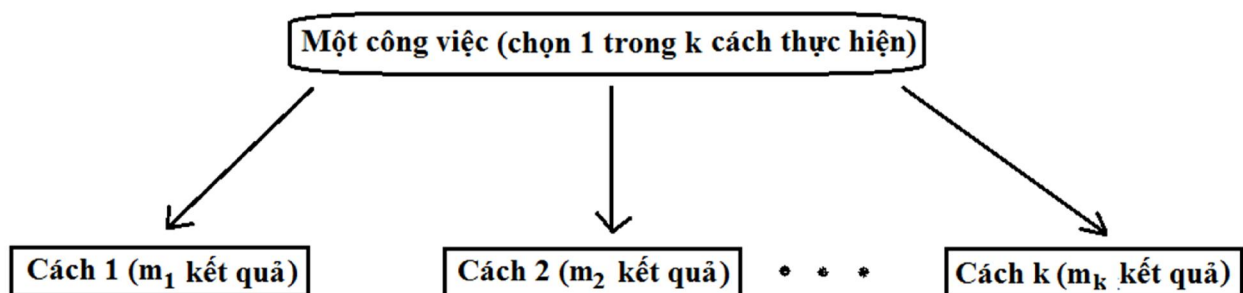 Một công việc (chọn 1 trong k cách thực hiện)
Cách 1 (m₁ kết quả)
Cách 2 (m₂ kết quả)
Cách k (mₖ kết quả)